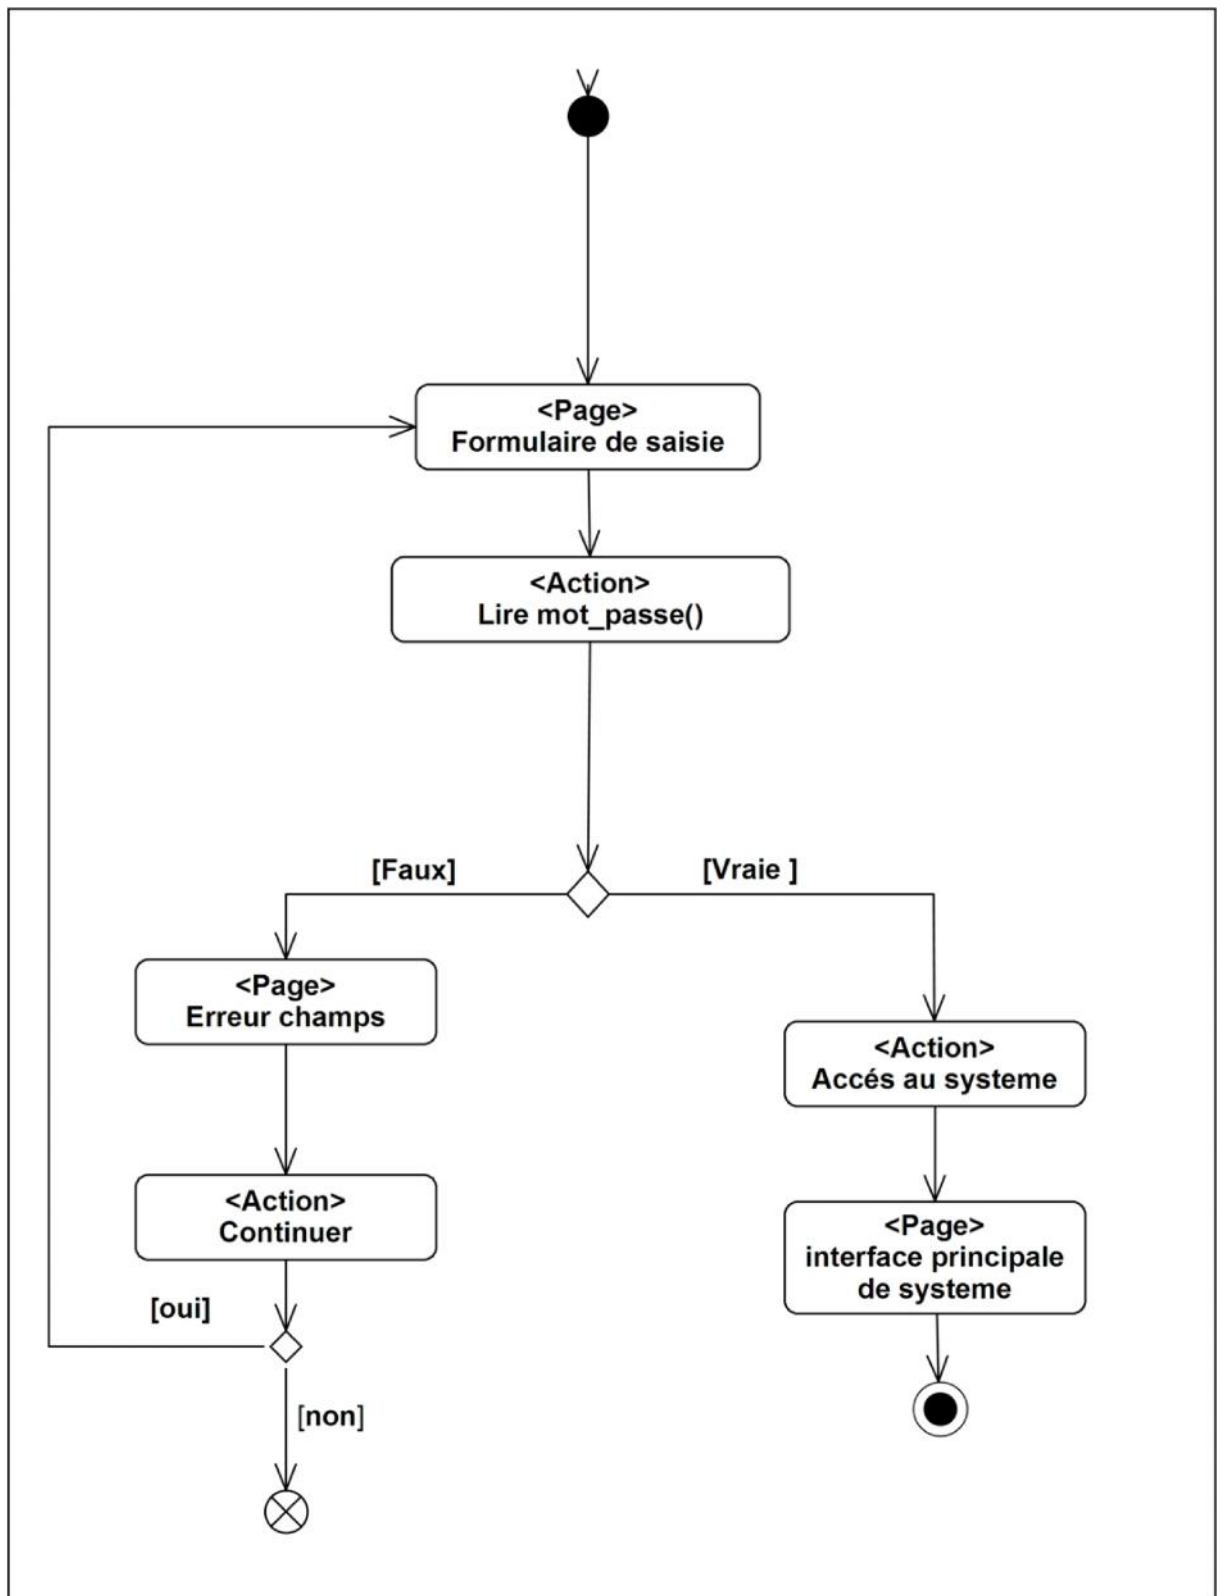 <Page>
Formulaire de saisie
<Action>
Lire mot_passe()
[Faux]
[Vraie ]
<Page>
Erreur champs
<Action>
Accés au systeme
<Action>
Continuer
<Page>
interface principale
de systeme
[oui]
[non]